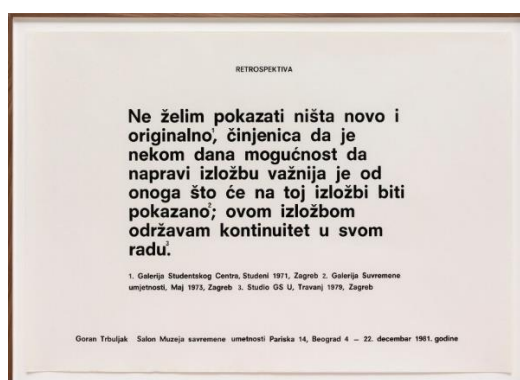 RETROSPEKTIVA
Ne želim pokazati ništa novo i
originalno¹, činjenica da je
nekom dana mogućnost da
napravi izložbu važnija je od
onoga što će na toj izložbi biti
pokazano²; ovom izložbom
održavam kontinuitet u svom
radu³.
1. Galerija Studentskog Centra, Studeni 1971, Zagreb 2. Galerija Suvremene
umjetnosti, Maj 1973, Zagreb 3. Studio GS U, Travanj 1979, Zagreb
Goran Trbuljak Salon Muzeja savremene umetnosti Pariska 14, Beograd 4 – 22. decembar 1981. godine